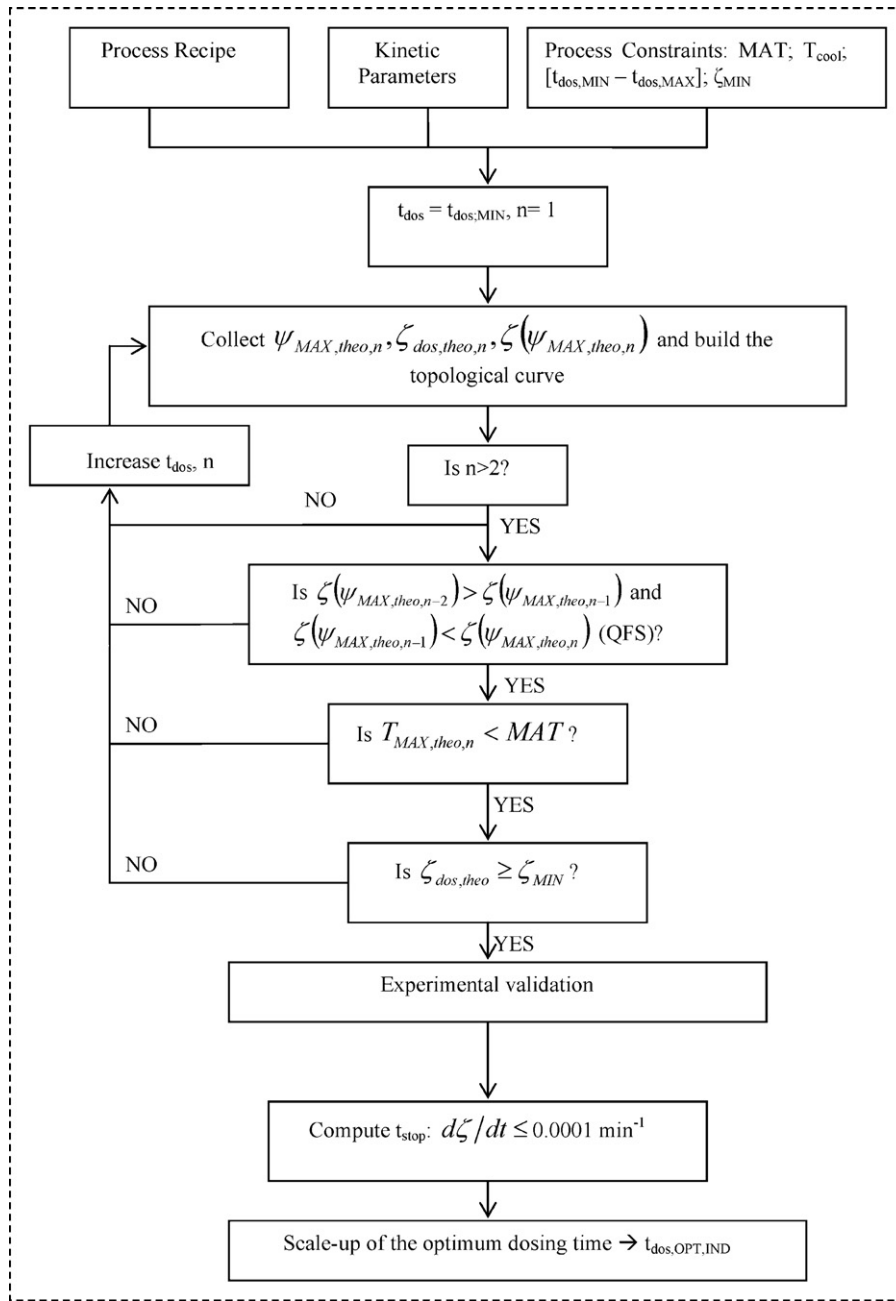 Process Recipe
Kinetic
Parameters
Process Constraints: MAT; T_cool;
[t_dos,MIN – t_dos,MAX]; ζ_MIN
t_dos = t_dos;MIN, n= 1
Collect ψ_MAX,theo,n, ζ_dos,theo,n, ζ(ψ_MAX,theo,n) and build the
topological curve
Increase t_dos, n
Is n>2?
NO
YES
Is ζ(ψ_MAX,theo,n−2) > ζ(ψ_MAX,theo,n−1) and
ζ(ψ_MAX,theo,n−1) < ζ(ψ_MAX,theo,n) (QFS)?
NO
YES
Is T_MAX,theo,n < MAT ?
NO
YES
Is ζ_dos,theo ≥ ζ_MIN ?
NO
YES
Experimental validation
Compute t_stop: dζ/dt ≤ 0.0001 min⁻¹
Scale-up of the optimum dosing time → t_dos,OPT,IND